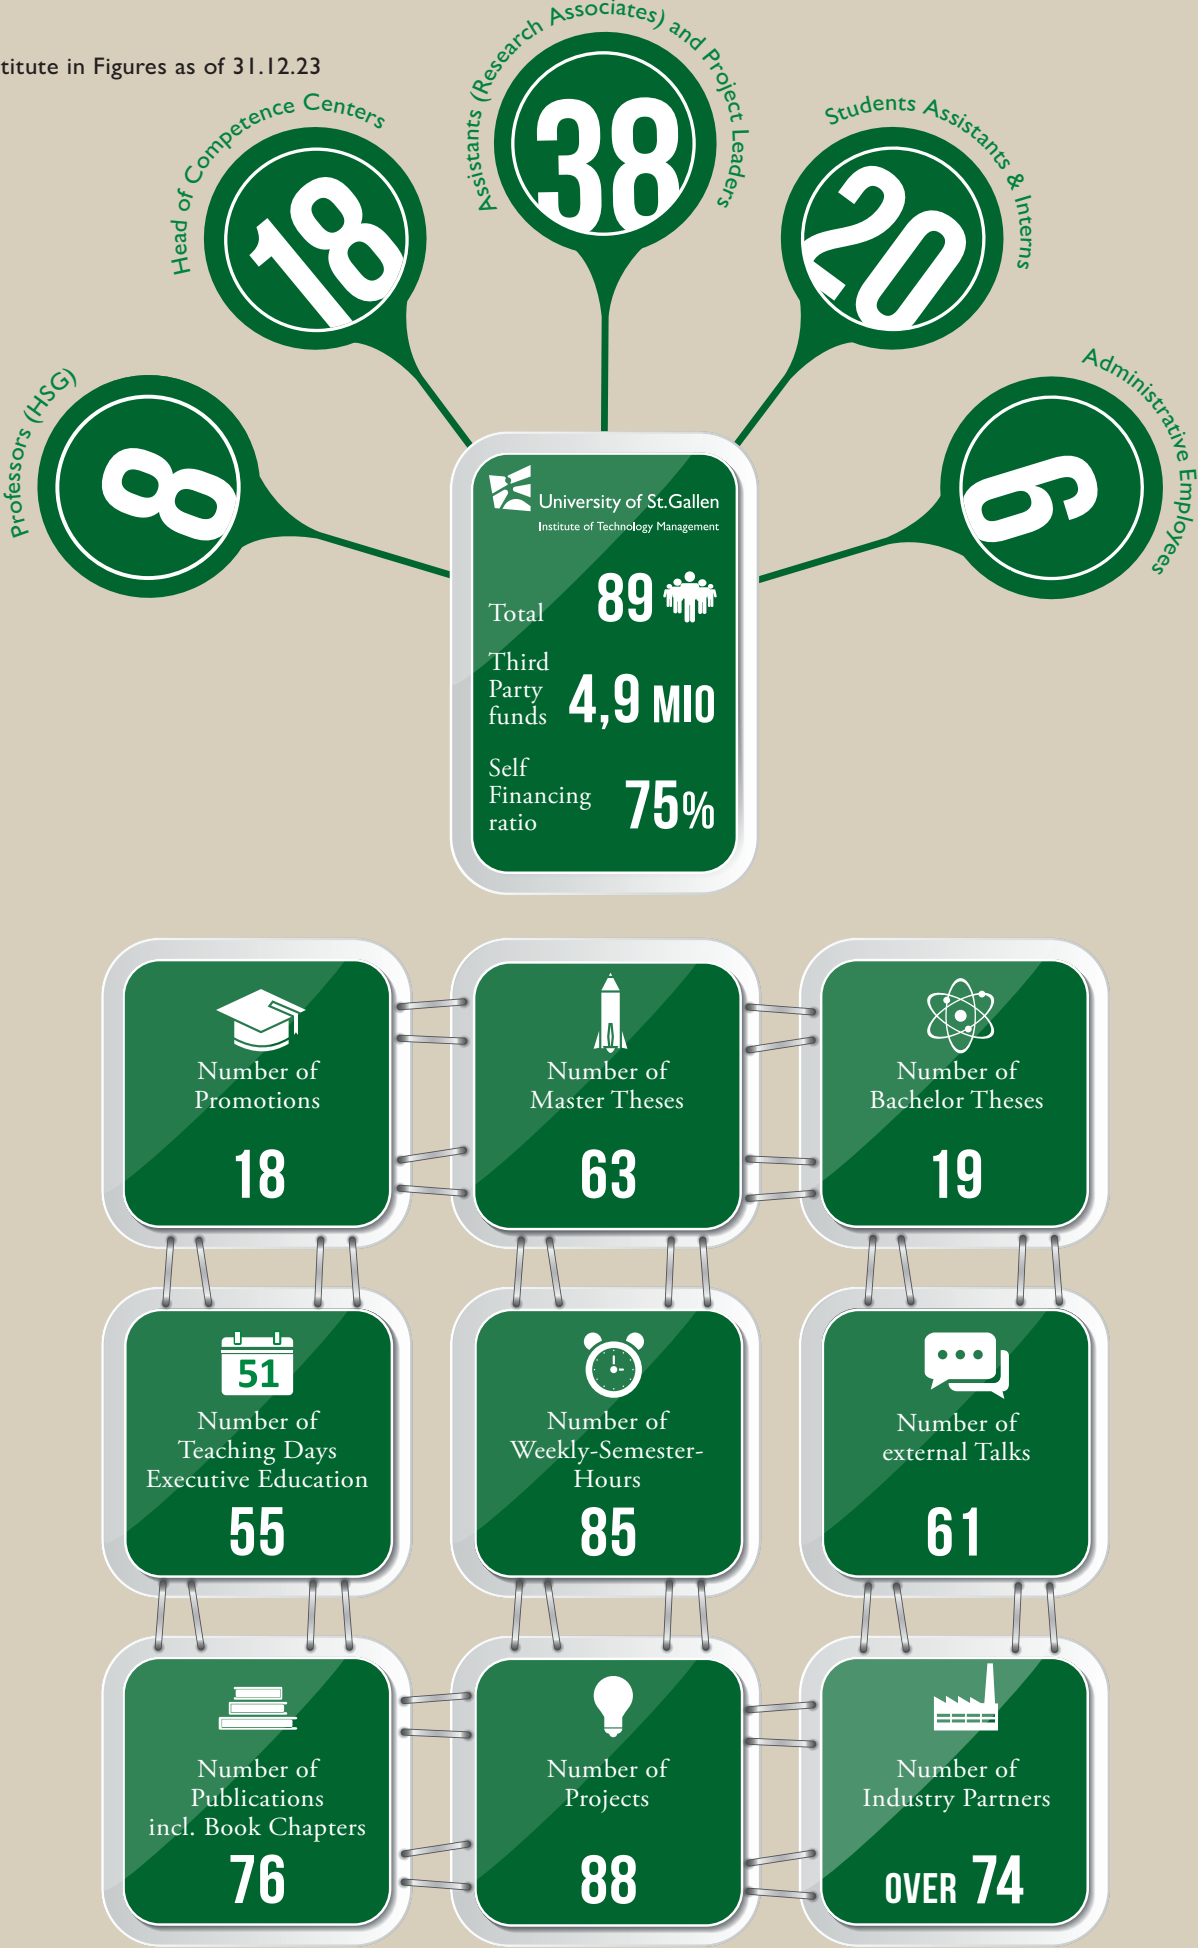 titute in Figures as of 31.12.23
Professors (HSG)
8
Head of Competence Centers
18
Assistants (Research Associates) and Project Leaders
38
Students Assistants & Interns
20
Administrative Employees
6
University of St.Gallen
Institute of Technology Management
Total 89
Third
Party
funds
4,9 MIO
Self
Financing
ratio
75%
Number of
Promotions
18
Number of
Master Theses
63
Number of
Bachelor Theses
19
51
Number of
Teaching Days
Executive Education
55
Number of
Weekly-Semester-
Hours
85
Number of
external Talks
61
Number of
Publications
incl. Book Chapters
76
Number of
Projects
88
Number of
Industry Partners
OVER 74